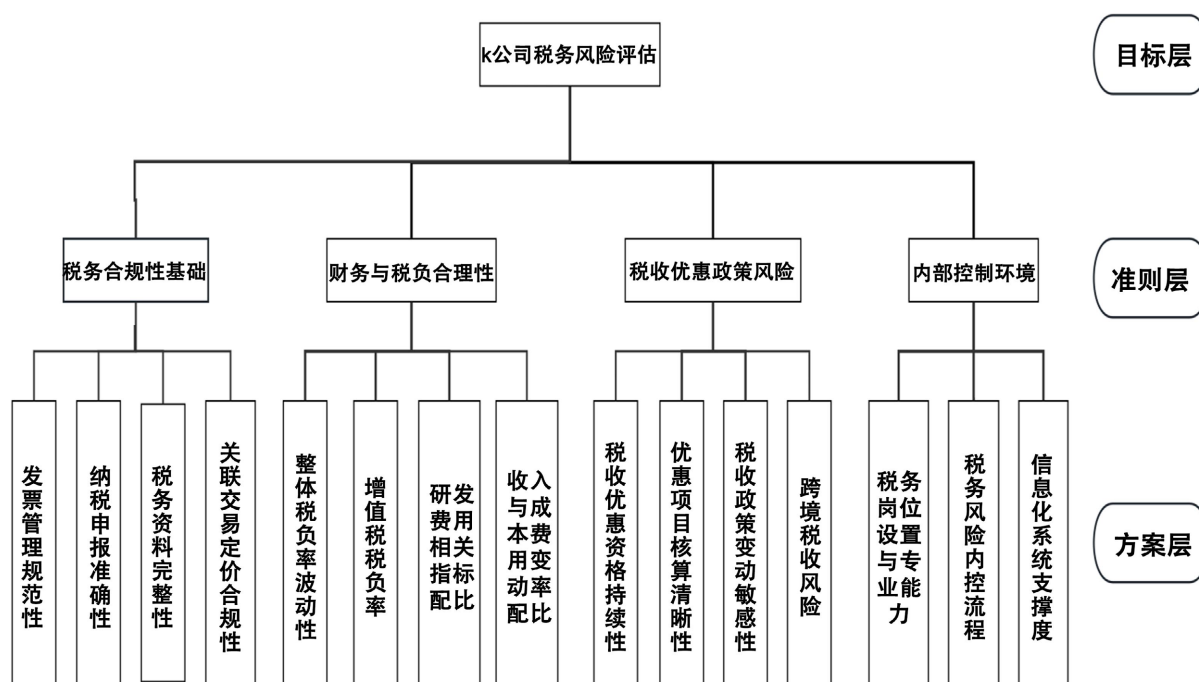 k公司税务风险评估
目标层
税务合规性基础
财务与税负合理性
税收优惠政策风险
内部控制环境
准则层
发票管理规范性
纳税申报准确性
税务资料完整性
关联交易定价合规性
整体税负率波动性
增值税税负率
研发
费用
相关
指标
配比
收入
与成
本费
用变
动率
配比
税收优惠资格持续性
优惠项目核算清晰性
税收政策变动敏感性
跨境税收风险
税务
岗位
设置
与专
业能
力
税务风险内控流程
信息化系统支撑度
方案层